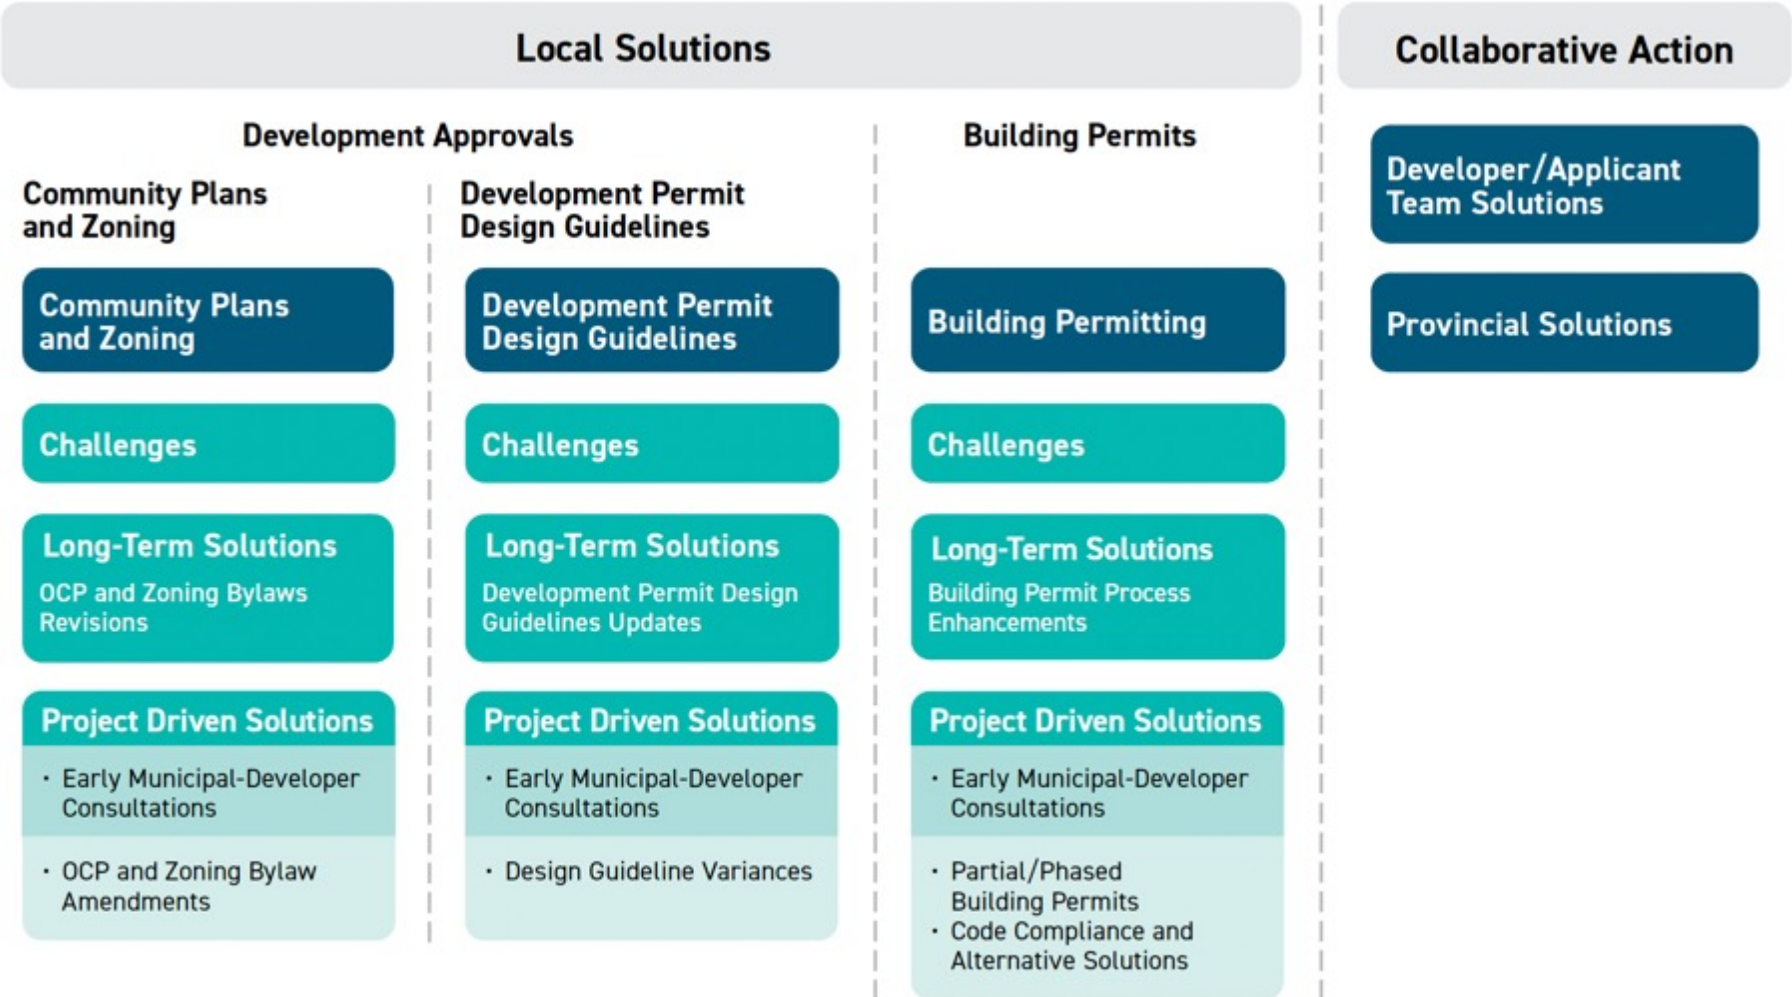 Local Solutions
Collaborative Action
Development Approvals
Building Permits
Community Plans
and Zoning
Development Permit
Design Guidelines
Community Plans
and Zoning
Challenges
Long-Term Solutions
OCP and Zoning Bylaws
Revisions
Project Driven Solutions
· Early Municipal-Developer
Consultations
· OCP and Zoning Bylaw
Amendments
Development Permit
Design Guidelines
Challenges
Long-Term Solutions
Development Permit Design
Guidelines Updates
Project Driven Solutions
· Early Municipal-Developer
Consultations
· Design Guideline Variances
Building Permitting
Challenges
Long-Term Solutions
Building Permit Process
Enhancements
Project Driven Solutions
· Early Municipal-Developer
Consultations
· Partial/Phased
Building Permits
· Code Compliance and
Alternative Solutions
Developer/Applicant
Team Solutions
Provincial Solutions